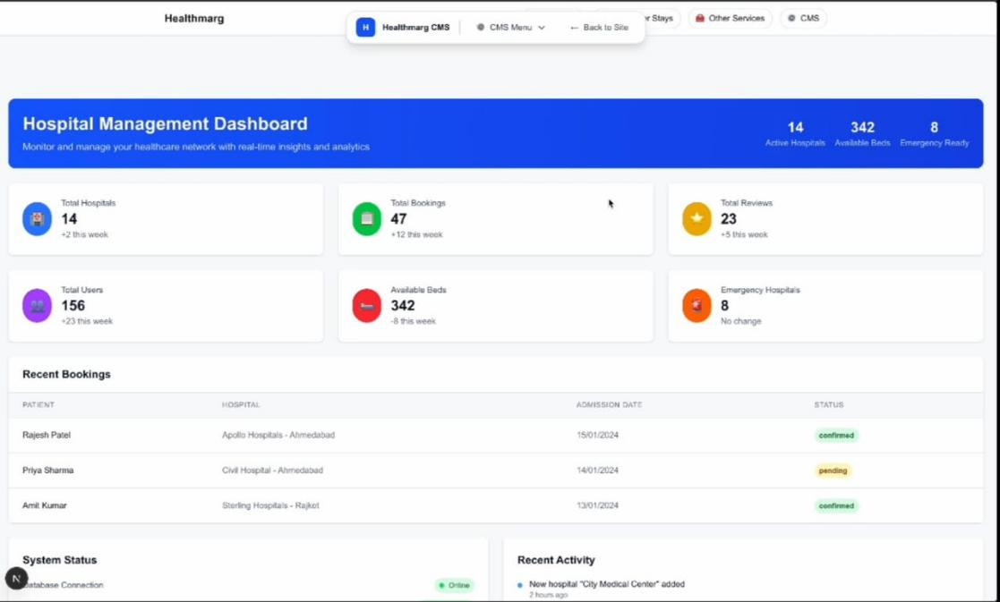 Healthmarg
r Stays
Other Services
CMS
H Healthmarg CMS
CMS Menu
← Back to Site
Hospital Management Dashboard
Monitor and manage your healthcare network with real-time insights and analytics
14 342 8
Active Hospitals Available Beds Emergency Ready
Total Hospitals
14
+2 this week
Total Bookings
47
+12 this week
Total Reviews
23
+5 this week
Total Users
156
+23 this week
Available Beds
342
-8 this week
Emergency Hospitals
8
No change
Recent Bookings
PATIENT HOSPITAL ADMISSION DATE STATUS
Rajesh Patel Apollo Hospitals - Ahmedabad 15/01/2024 confirmed
Priya Sharma Civil Hospital - Ahmedabad 14/01/2024 pending
Amit Kumar Sterling Hospitals - Rajkot 13/01/2024 confirmed
System Status
N
atabase Connection Online
Recent Activity
New hospital "City Medical Center" added
2 hours ago